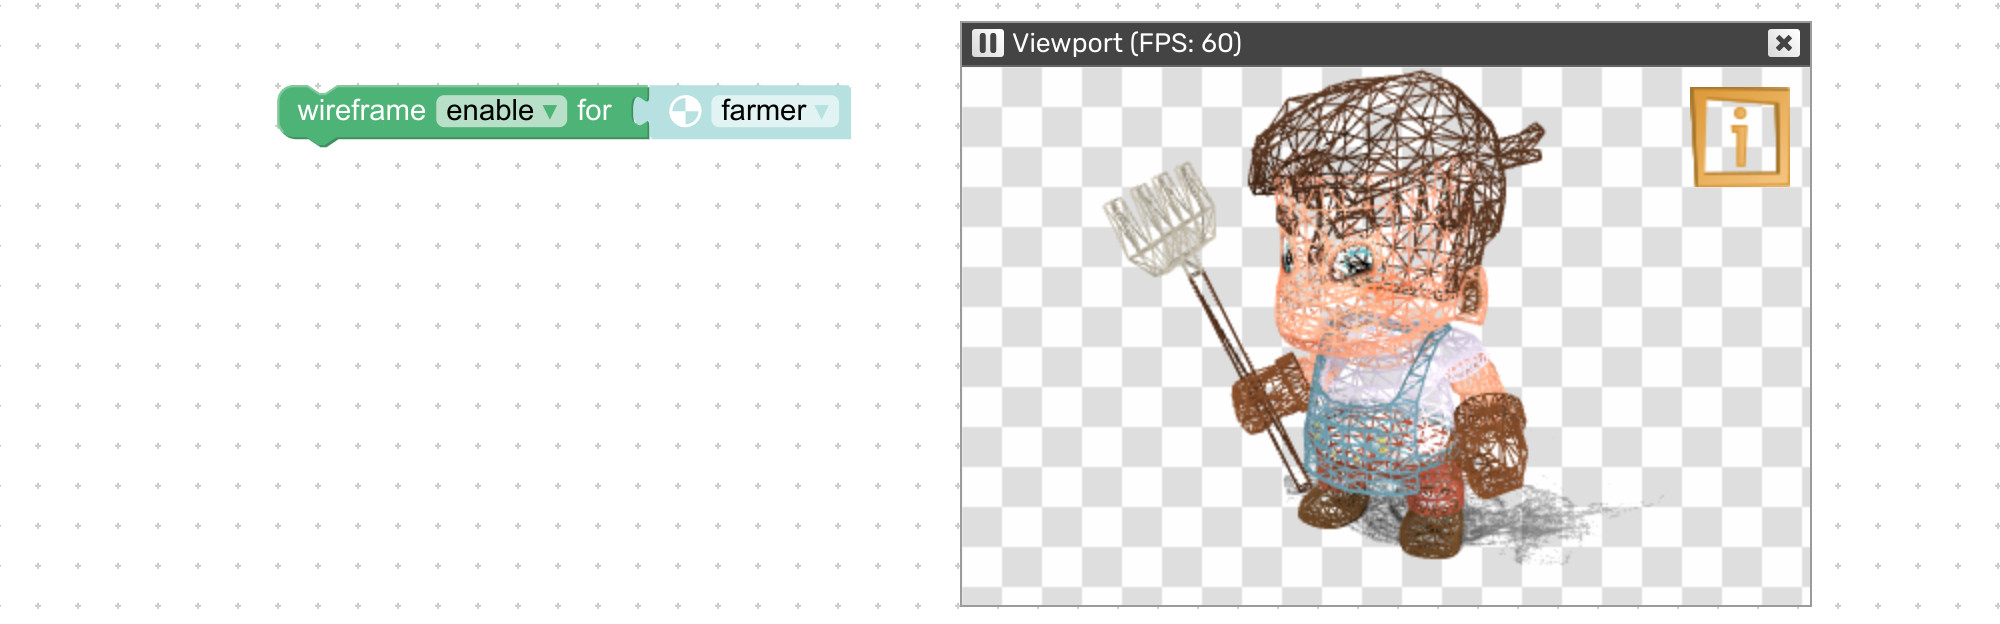 wireframe enable ▾ for farmer ▾
Viewport (FPS: 60)
i